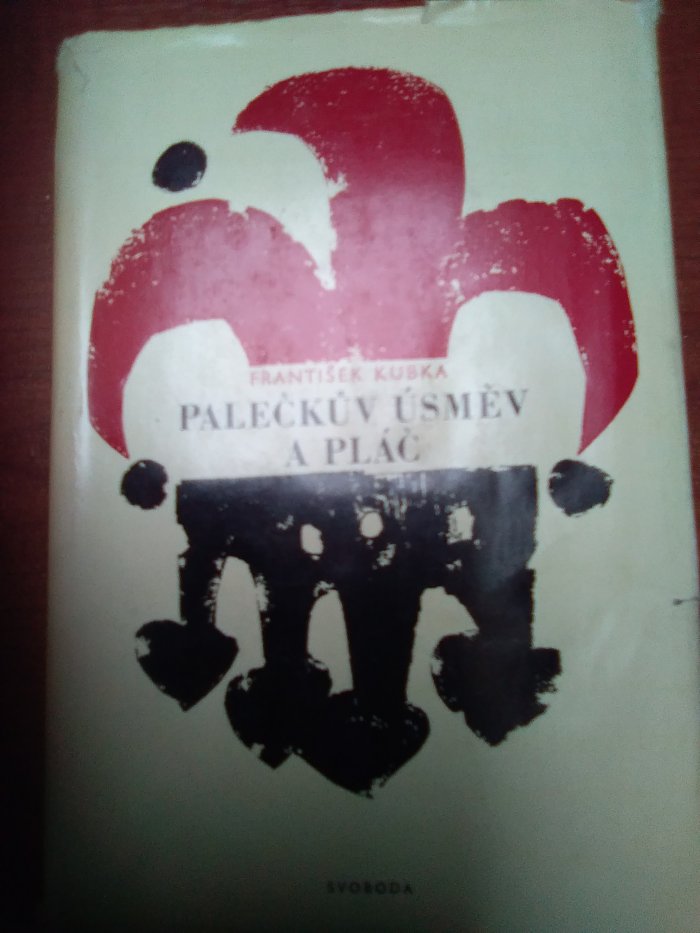 FRANTIŠEK KUBKA
PALEČKŮV ÚSMĚV
A PLÁČ
SVOBODA